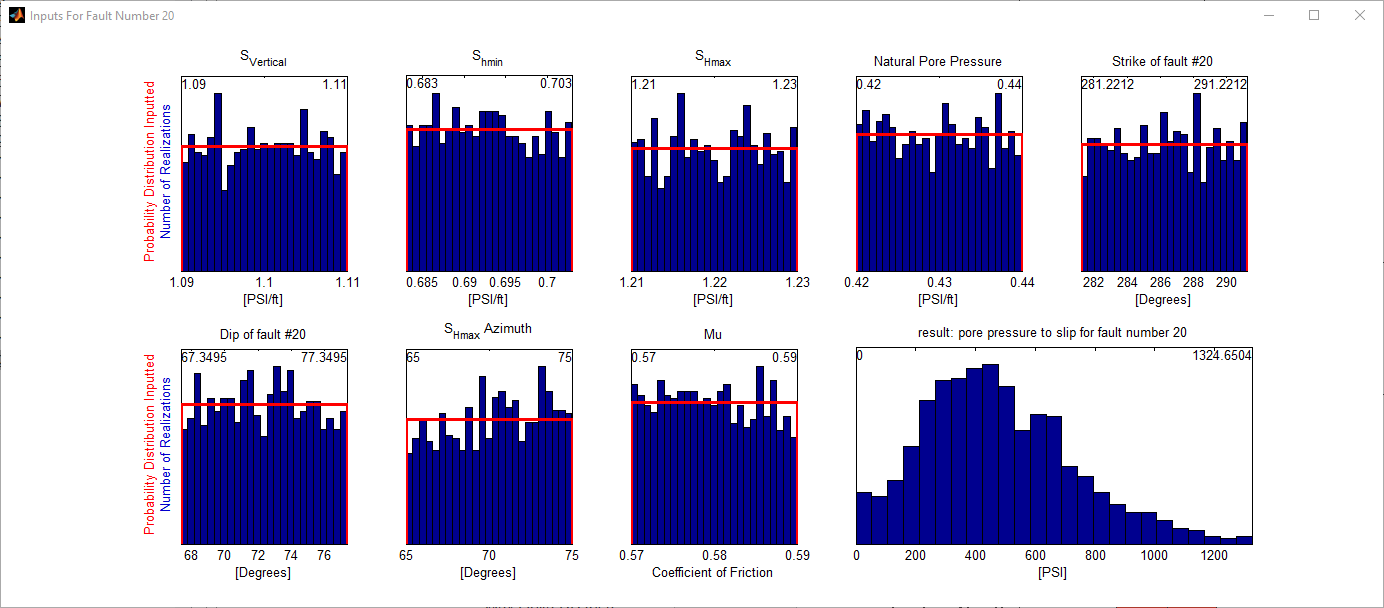 Inputs For Fault Number 20
SVertical
Shmin
SHmax
Natural Pore Pressure
Strike of fault #20
1.09 1.11
0.683 0.703
1.21 1.23
0.42 0.44
281.2212 291.2212
Probability Distribution Inputted
Number of Realizations
1.09 1.1 1.11
0.685 0.69 0.695 0.7
1.21 1.22 1.23
0.42 0.43 0.44
282 284 286 288 290
[PSI/ft]
[PSI/ft]
[PSI/ft]
[PSI/ft]
[Degrees]
Dip of fault #20
SHmax Azimuth
Mu
result: pore pressure to slip for fault number 20
67.3495 77.3495
65 75
0.57 0.59
0 1324.6504
Probability Distribution Inputted
Number of Realizations
68 70 72 74 76
65 70 75
0.57 0.58 0.59
0 200 400 600 800 1000 1200
[Degrees]
[Degrees]
Coefficient of Friction
[PSI]